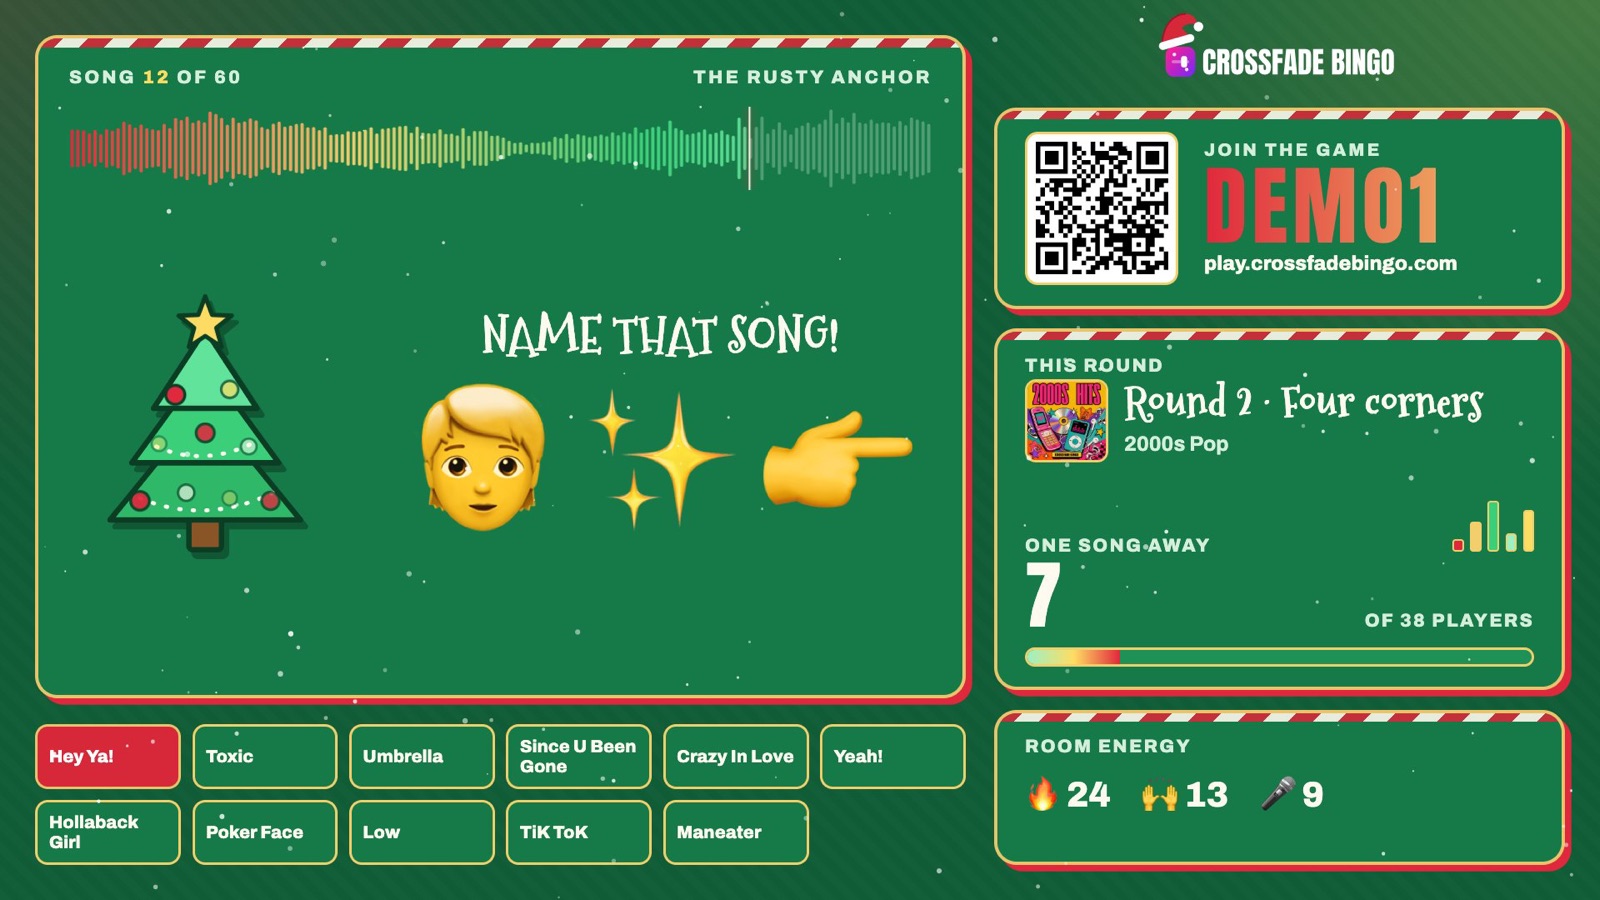 CROSSFADE BINGO
SONG 12 OF 60
THE RUSTY ANCHOR
NAME THAT SONG!
Hey Ya!
Toxic
Umbrella
Since U Been
Gone
Crazy In Love
Yeah!
Hollaback
Girl
Poker Face
Low
TiK ToK
Maneater
JOIN THE GAME
DEMO1
play.crossfadebingo.com
THIS ROUND
2000S HITS
Round 2 · Four corners
2000s Pop
ONE SONG AWAY
7
OF 38 PLAYERS
ROOM ENERGY
24
13
9